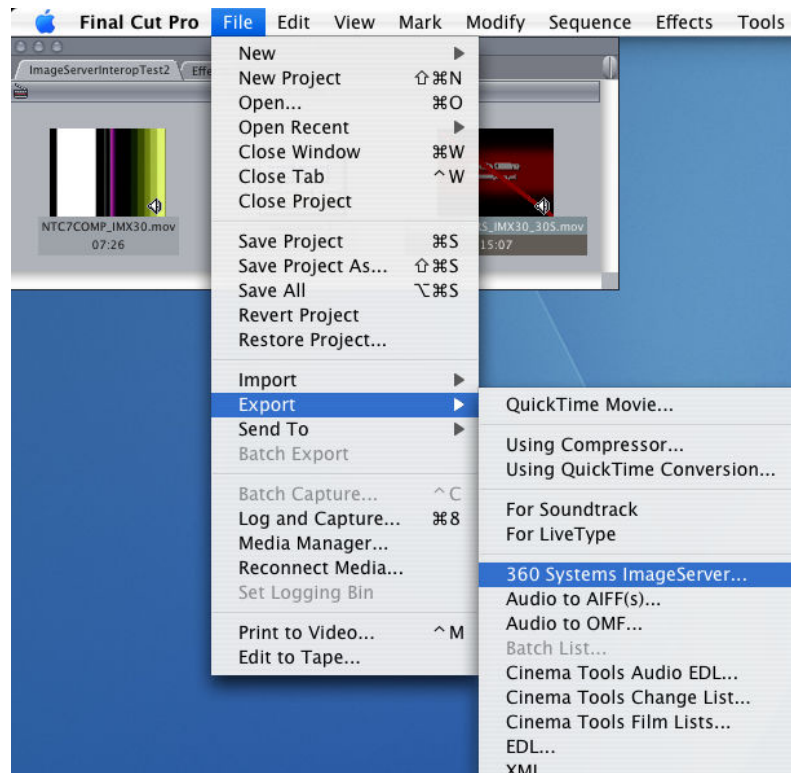 Final Cut Pro File Edit View Mark Modify Sequence Effects Tools
ImageServerInteropTest2 Effe
NTC7COMP_IMX30.mov
07:26
RS_IMX30_30S.mov
15:07
New
New Project ⇧⌘N
Open... ⌘O
Open Recent
Close Window ⌘W
Close Tab ^W
Close Project
Save Project ⌘S
Save Project As... ⇧⌘S
Save All ⌥⌘S
Revert Project
Restore Project...
Import
Export
Send To
Batch Export
Batch Capture... ^C
Log and Capture... ⌘8
Media Manager...
Reconnect Media...
Set Logging Bin
Print to Video... ^M
Edit to Tape...
QuickTime Movie...
Using Compressor...
Using QuickTime Conversion...
For Soundtrack
For LiveType
360 Systems ImageServer...
Audio to AIFF(s)...
Audio to OMF...
Batch List...
Cinema Tools Audio EDL...
Cinema Tools Change List...
Cinema Tools Film Lists...
EDL...
XML